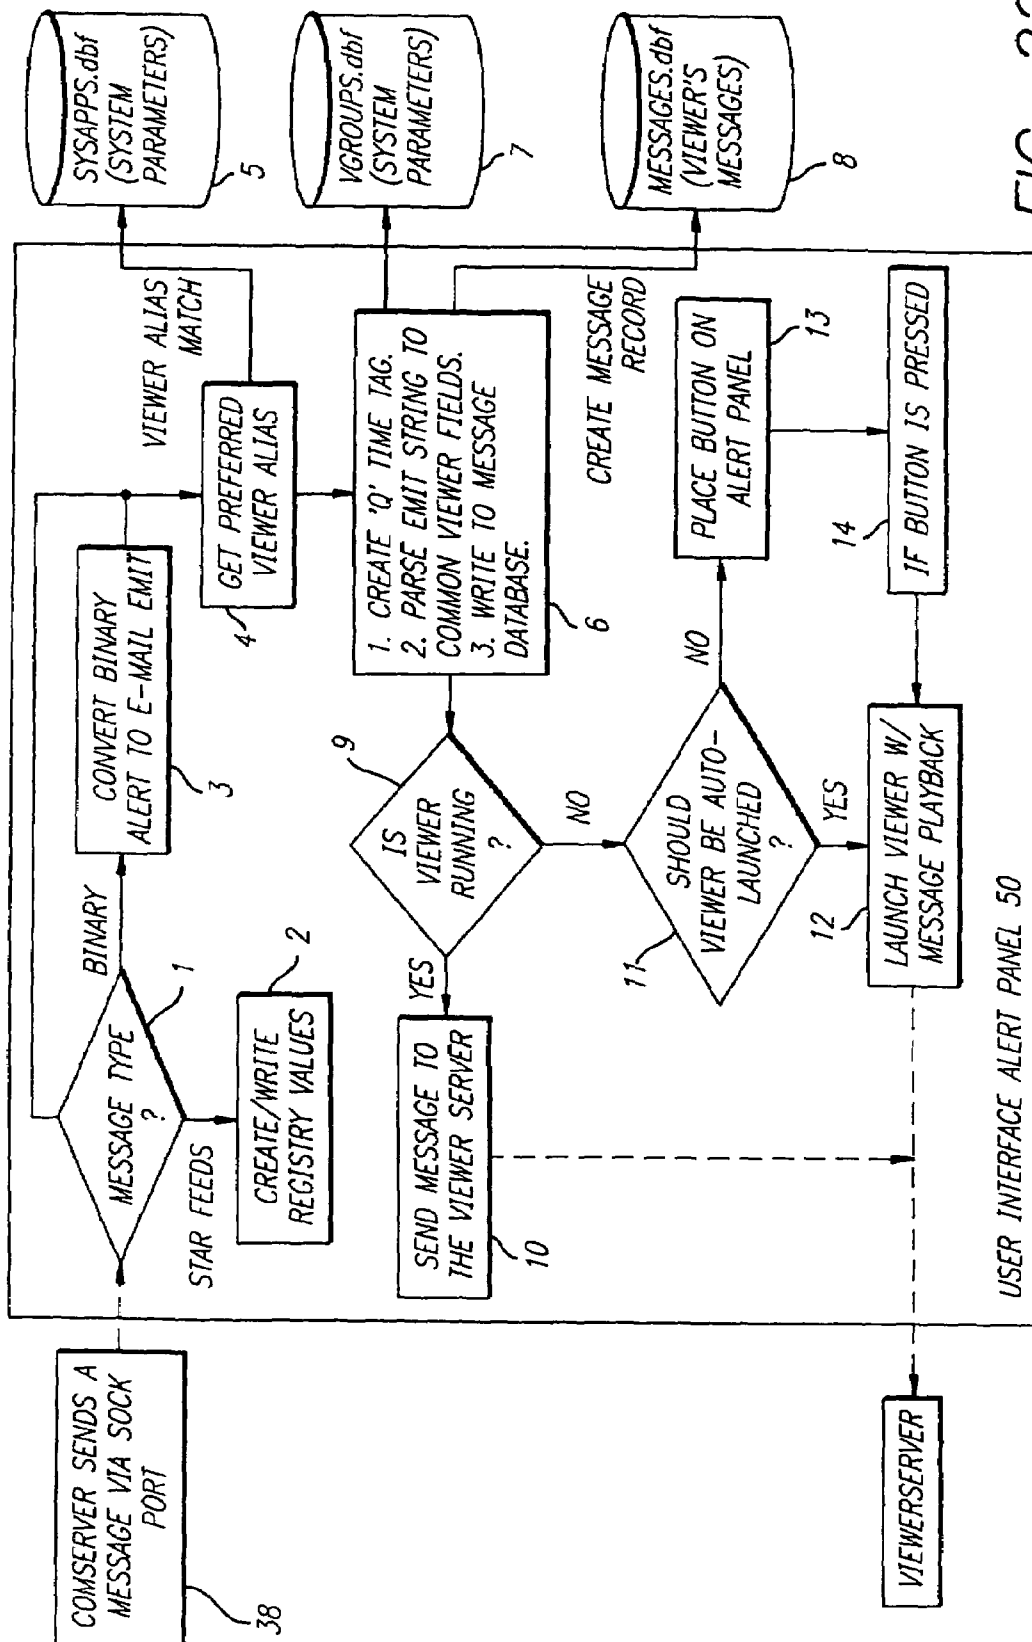 COMSERVER SENDS A
MESSAGE VIA SOCK
PORT
38
MESSAGE TYPE
?
1
BINARY
STAR FEEDS
CREATE/WRITE
REGISTRY VALUES
2
CONVERT BINARY
ALERT TO E-MAIL EMIT
3
GET PREFERRED
VIEWER ALIAS
4
VIEWER ALIAS
MATCH
SYSAPPS.dbf
(SYSTEM
PARAMETERS)
5
1. CREATE 'Q' TIME TAG.
2. PARSE EMIT STRING TO
COMMON VIEWER FIELDS.
3. WRITE TO MESSAGE
DATABASE.
6
VGROUPS.dbf
(SYSTEM
PARAMETERS)
7
CREATE MESSAGE
RECORD
MESSAGES.dbf
(VIEWER'S
MESSAGES)
8
IS
VIEWER
RUNNING
?
9
YES
NO
SEND MESSAGE TO
THE VIEWER SERVER
10
SHOULD
VIEWER BE AUTO-
LAUNCHED
?
11
NO
YES
PLACE BUTTON ON
ALERT PANEL
13
LAUNCH VIEWER W/
MESSAGE PLAYBACK
12
IF BUTTON IS PRESSED
14
VIEWERSERVER
USER INTERFACE ALERT PANEL 50